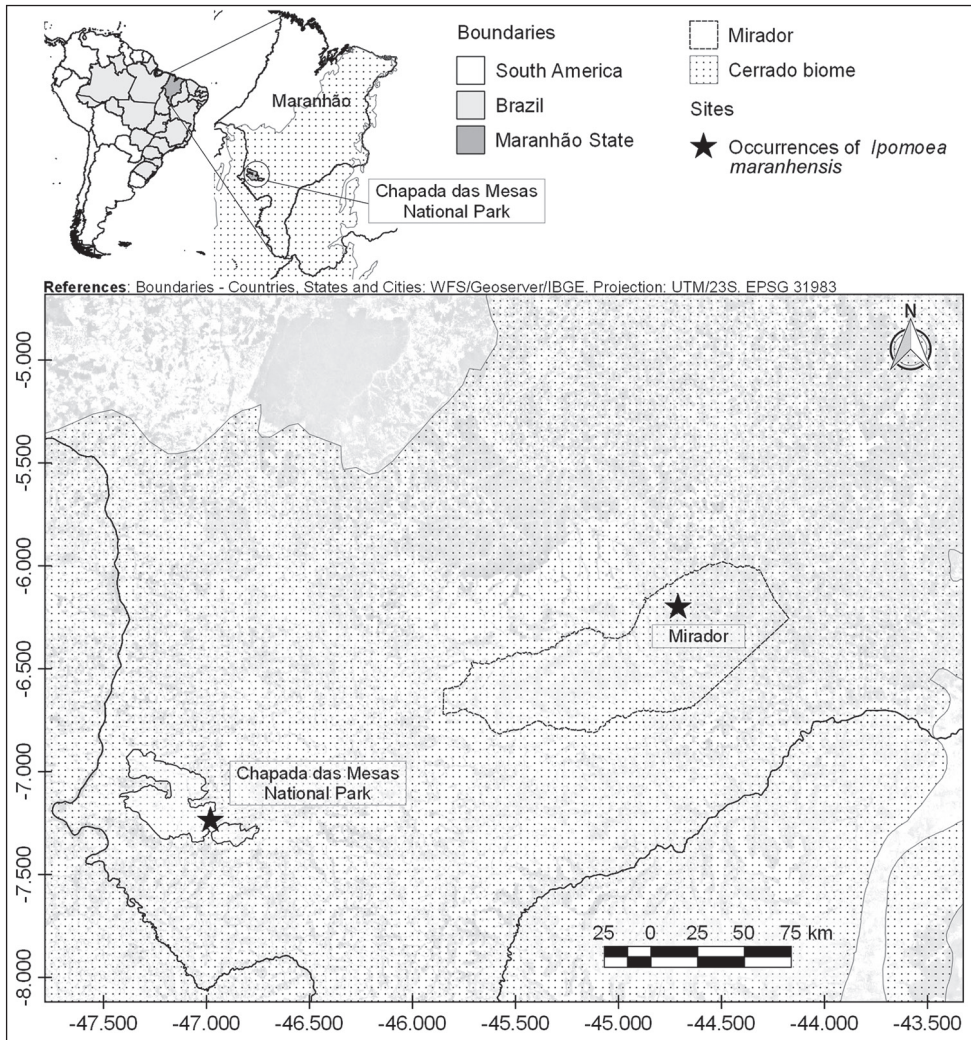 Boundaries
South America
Brazil
Maranhão State
Mirador
Cerrado biome
Sites
Occurrences of Ipomoea
maranhensis
Maranhão
Chapada das Mesas
National Park
References: Boundaries - Countries, States and Cities: WFS/Geoserver/IBGE. Projection: UTM/23S. EPSG 31983
N
-5.000
-5.500
-6.000
-6.500
-7.000
-7.500
-8.000
Mirador
Chapada das Mesas
National Park
25 0 25 50 75 km
-47.500 -47.000 -46.500 -46.000 -45.500 -45.000 -44.500 -44.000 -43.500